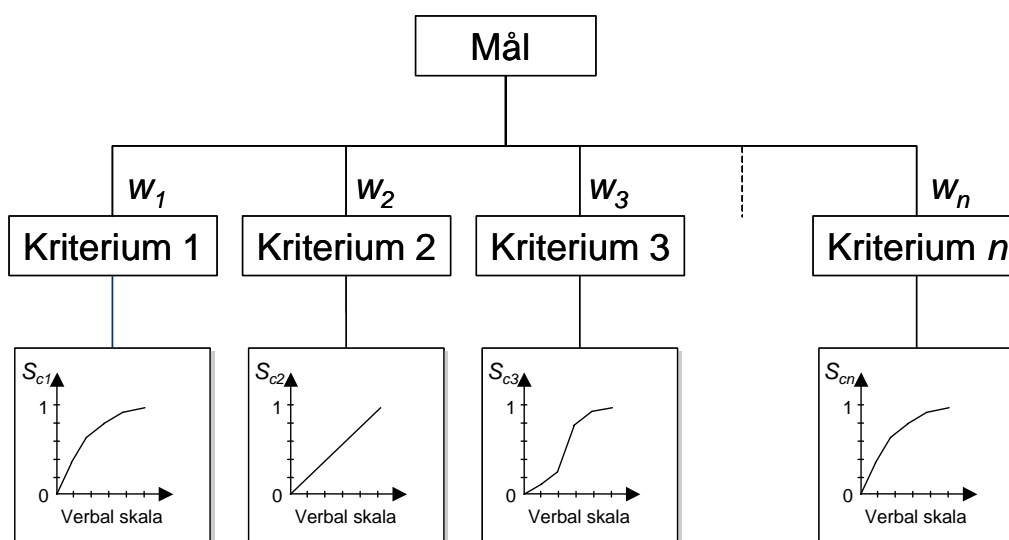 Mål
w1 w2 w3 wn
Kriterium 1 Kriterium 2 Kriterium 3 Kriterium n
Sc1
1
0
Verbal skala
Sc2
1
0
Verbal skala
Sc3
1
0
Verbal skala
Scn
1
0
Verbal skala